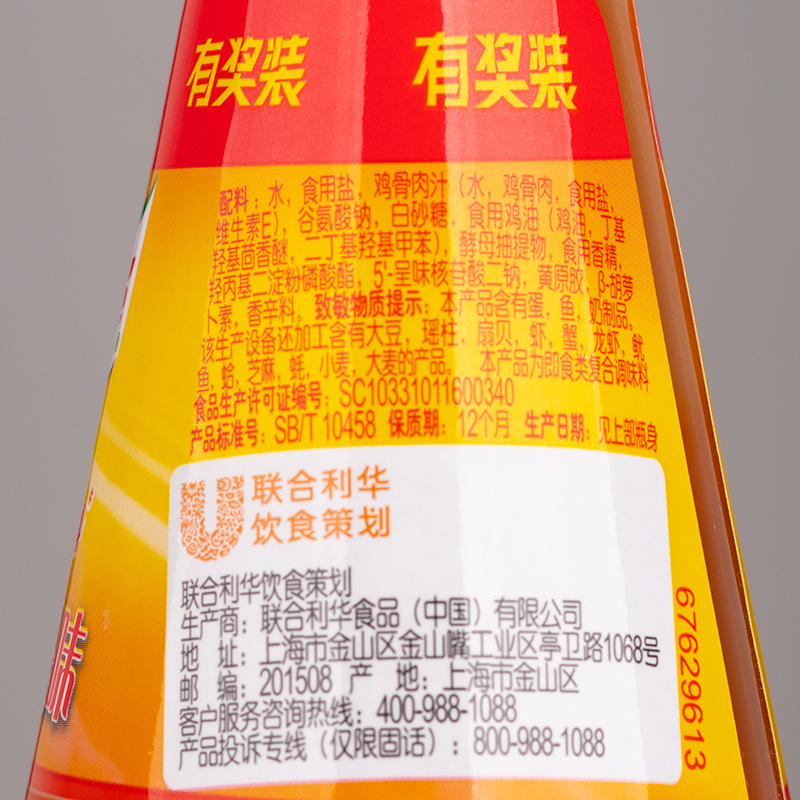 有奖装 有奖装
配料：水，食用盐，鸡骨肉汁（水，鸡骨肉，食用盐，
维生素E），谷氨酸钠，白砂糖，食用鸡油（鸡油，丁基
羟基茴香醚，二丁基羟基甲苯），酵母抽提物，食用香精，
羟丙基二淀粉磷酸酯，5'-呈味核苷酸二钠，黄原胶，β-胡萝
卜素，香辛料。致敏物质提示：本产品含有蛋，鱼，奶制品。
该生产设备还加工含有大豆，瑶柱，扇贝，虾，蟹，龙虾，鱿
鱼，蛤，芝麻，蚝，小麦，大麦的产品。 本产品为即食类复合调味料
食品生产许可证编号：SC10331011600340
产品标准号：SB/T 10458 保质期：12个月 生产日期：见上部瓶身
联合利华
饮食策划
联合利华饮食策划
生产商：联合利华食品（中国）有限公司
地 址：上海市金山区金山嘴工业区亭卫路1068号
邮 编：201508 产 地：上海市金山区
客户服务咨询热线：400-988-1088
产品投诉专线（仅限固话）：800-988-1088
67629613
味